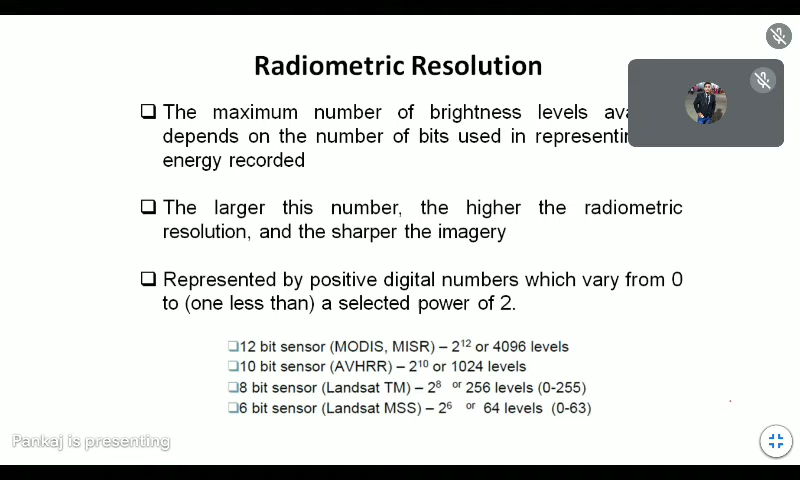 Radiometric Resolution
❑ The maximum number of brightness levels
depends on the number of bits used in
energy recorded
❑ The larger this number, the higher the radiometric
resolution, and the sharper the imagery
❑ Represented by positive digital numbers which vary from 0
to (one less than) a selected power of 2.
❑12 bit sensor (MODIS, MISR) – 2¹² or 4096 levels
❑10 bit sensor (AVHRR) – 2¹⁰ or 1024 levels
❑8 bit sensor (Landsat TM) – 2⁸ or 256 levels (0-255)
❑6 bit sensor (Landsat MSS) – 2⁶ or 64 levels (0-63)
Pankaj is presenting